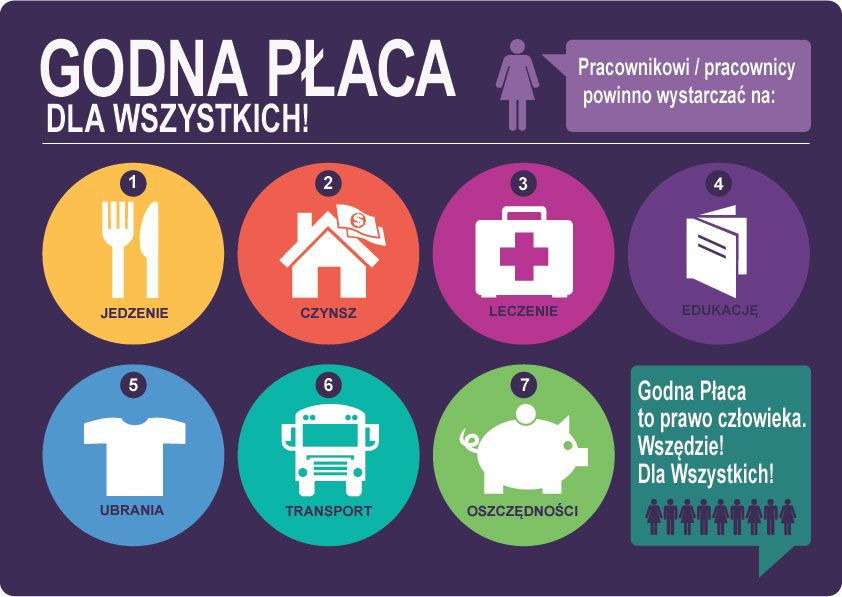 GODNA PŁACA
DLA WSZYSTKICH!
Pracownikowi / pracownicy
powinno wystarczać na:
1
JEDZENIE
2
$
CZYNSZ
3
LECZENIE
4
EDUKACJĘ
5
UBRANIA
6
TRANSPORT
7
OSZCZĘDNOŚCI
Godna Płaca
to prawo człowieka.
Wszędzie!
Dla Wszystkich!